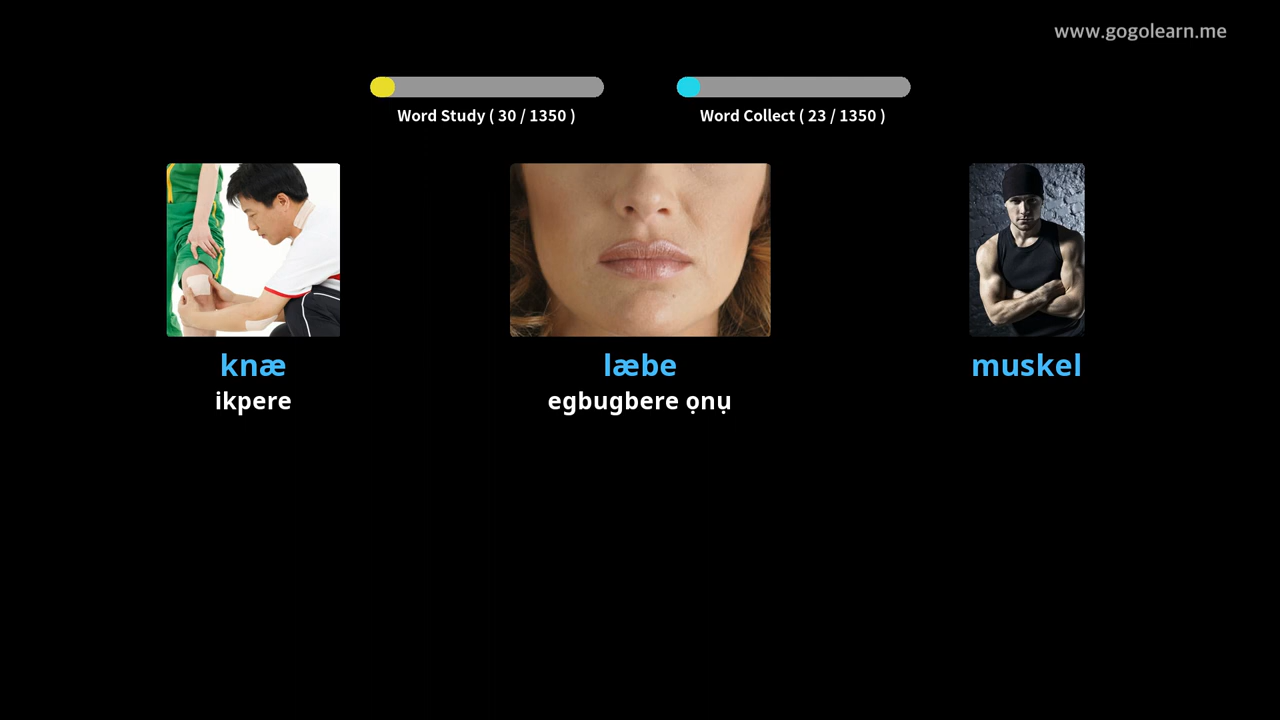 www.gogolearn.me
Word Study ( 30 / 1350 )
Word Collect ( 23 / 1350 )
knæ
ikpere
læbe
egbugbere ọnụ
muskel